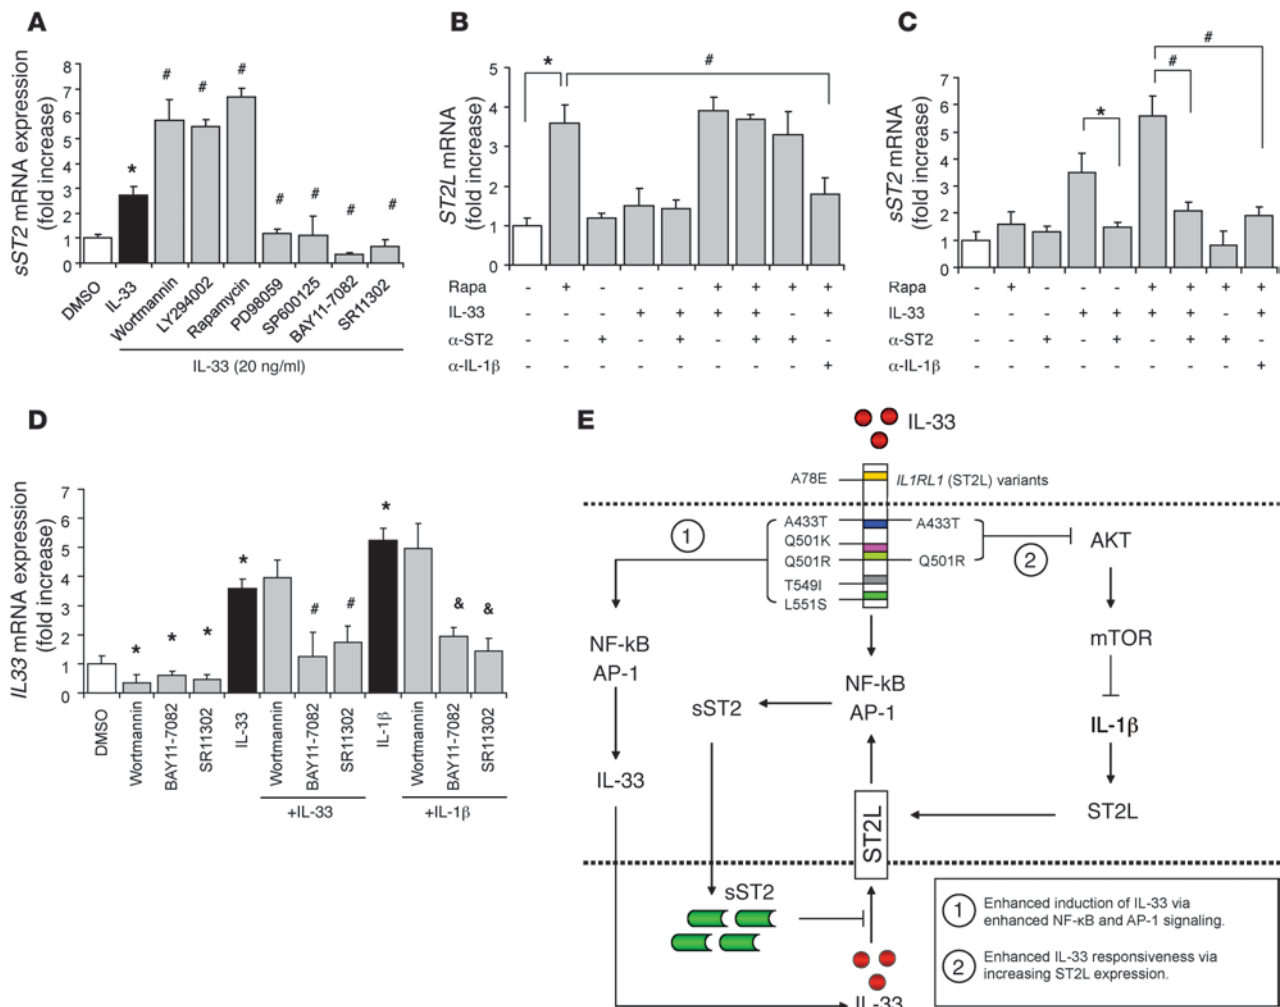 A
sST2 mRNA expression
(fold increase)
8
7
6
5
4
3
2
1
0
*
#
#
#
#
#
#
#
DMSO
IL-33
Wortmannin
LY294002
Rapamycin
PD98059
SP600125
BAY11-7082
SR11302
IL-33 (20 ng/ml)
B
ST2L mRNA
(fold increase)
5
4
3
2
1
0
*
#
Rapa - + - - - + + + +
IL-33 - - - + + + + - +
α-ST2 - - + - + - + + -
α-IL-1β - - - - - - - - +
C
sST2 mRNA
(fold increase)
7
6
5
4
3
2
1
0
*
#
#
Rapa - + - - - + + + +
IL-33 - - - + + + + - +
α-ST2 - - + - + - + + -
α-IL-1β - - - - - - - - +
D
IL33 mRNA expression
(fold increase)
7
6
5
4
3
2
1
0
*
*
*
*
#
#
*
&
&
DMSO
Wortmannin
BAY11-7082
SR11302
IL-33
Wortmannin
BAY11-7082
SR11302
IL-1β
Wortmannin
BAY11-7082
SR11302
+IL-33
+IL-1β
E
IL-33
A78E
IL1RL1 (ST2L) variants
A433T
Q501K
Q501R
T549I
L551S
A433T
Q501R
1
2
AKT
mTOR
IL-1β
ST2L
NF-kB
AP-1
IL-33
sST2
NF-kB
AP-1
ST2L
sST2
IL-33
1 Enhanced induction of IL-33 via
enhanced NF-κB and AP-1 signaling.
2 Enhanced IL-33 responsiveness via
increasing ST2L expression.